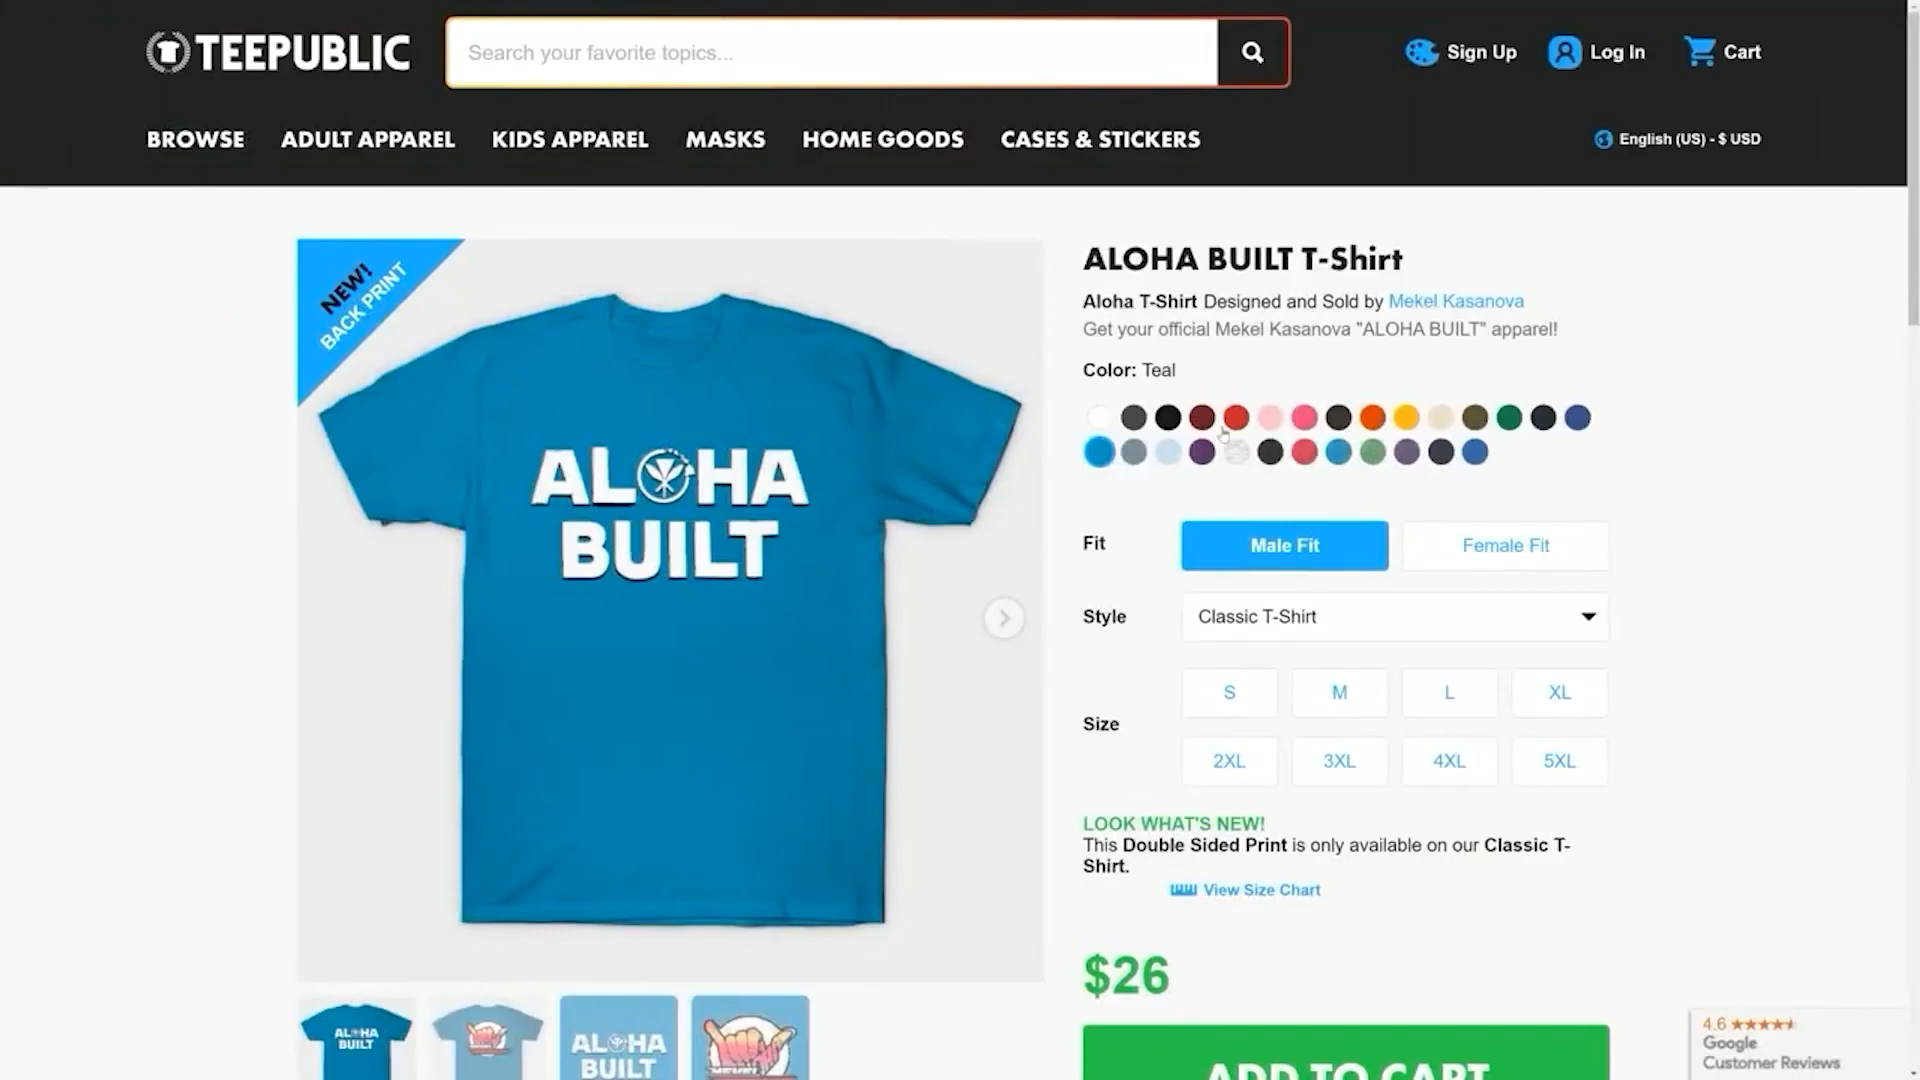 TEEPUBLIC
Search your favorite topics...
Sign Up
Log In
Cart
BROWSE
ADULT APPAREL
KIDS APPAREL
MASKS
HOME GOODS
CASES & STICKERS
English (US) - $ USD
NEW!
BACK PRINT
ALOHA
BUILT
ALOHA BUILT T-Shirt
Aloha T-Shirt Designed and Sold by Mekel Kasanova
Get your official Mekel Kasanova "ALOHA BUILT" apparel!
Color: Teal
Fit
Male Fit
Female Fit
Style
Classic T-Shirt
Size
S
M
L
XL
2XL
3XL
4XL
5XL
LOOK WHAT'S NEW!
This Double Sided Print is only available on our Classic T-
Shirt.
View Size Chart
$26
ADD TO CART
ALOHA
BUILT
ALOHA
BUILT
4.6
Google
Customer Reviews